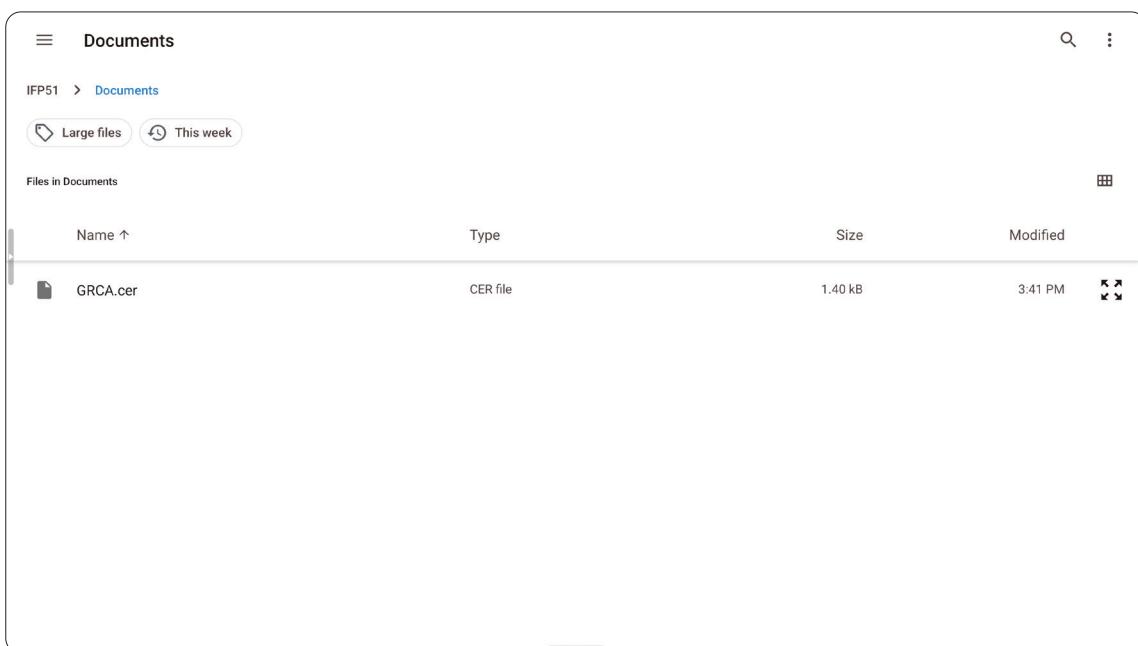 Documents
IFP51 > Documents
Large files This week
Files in Documents
Name ↑ Type Size Modified
GRCA.cer CER file 1.40 kB 3:41 PM